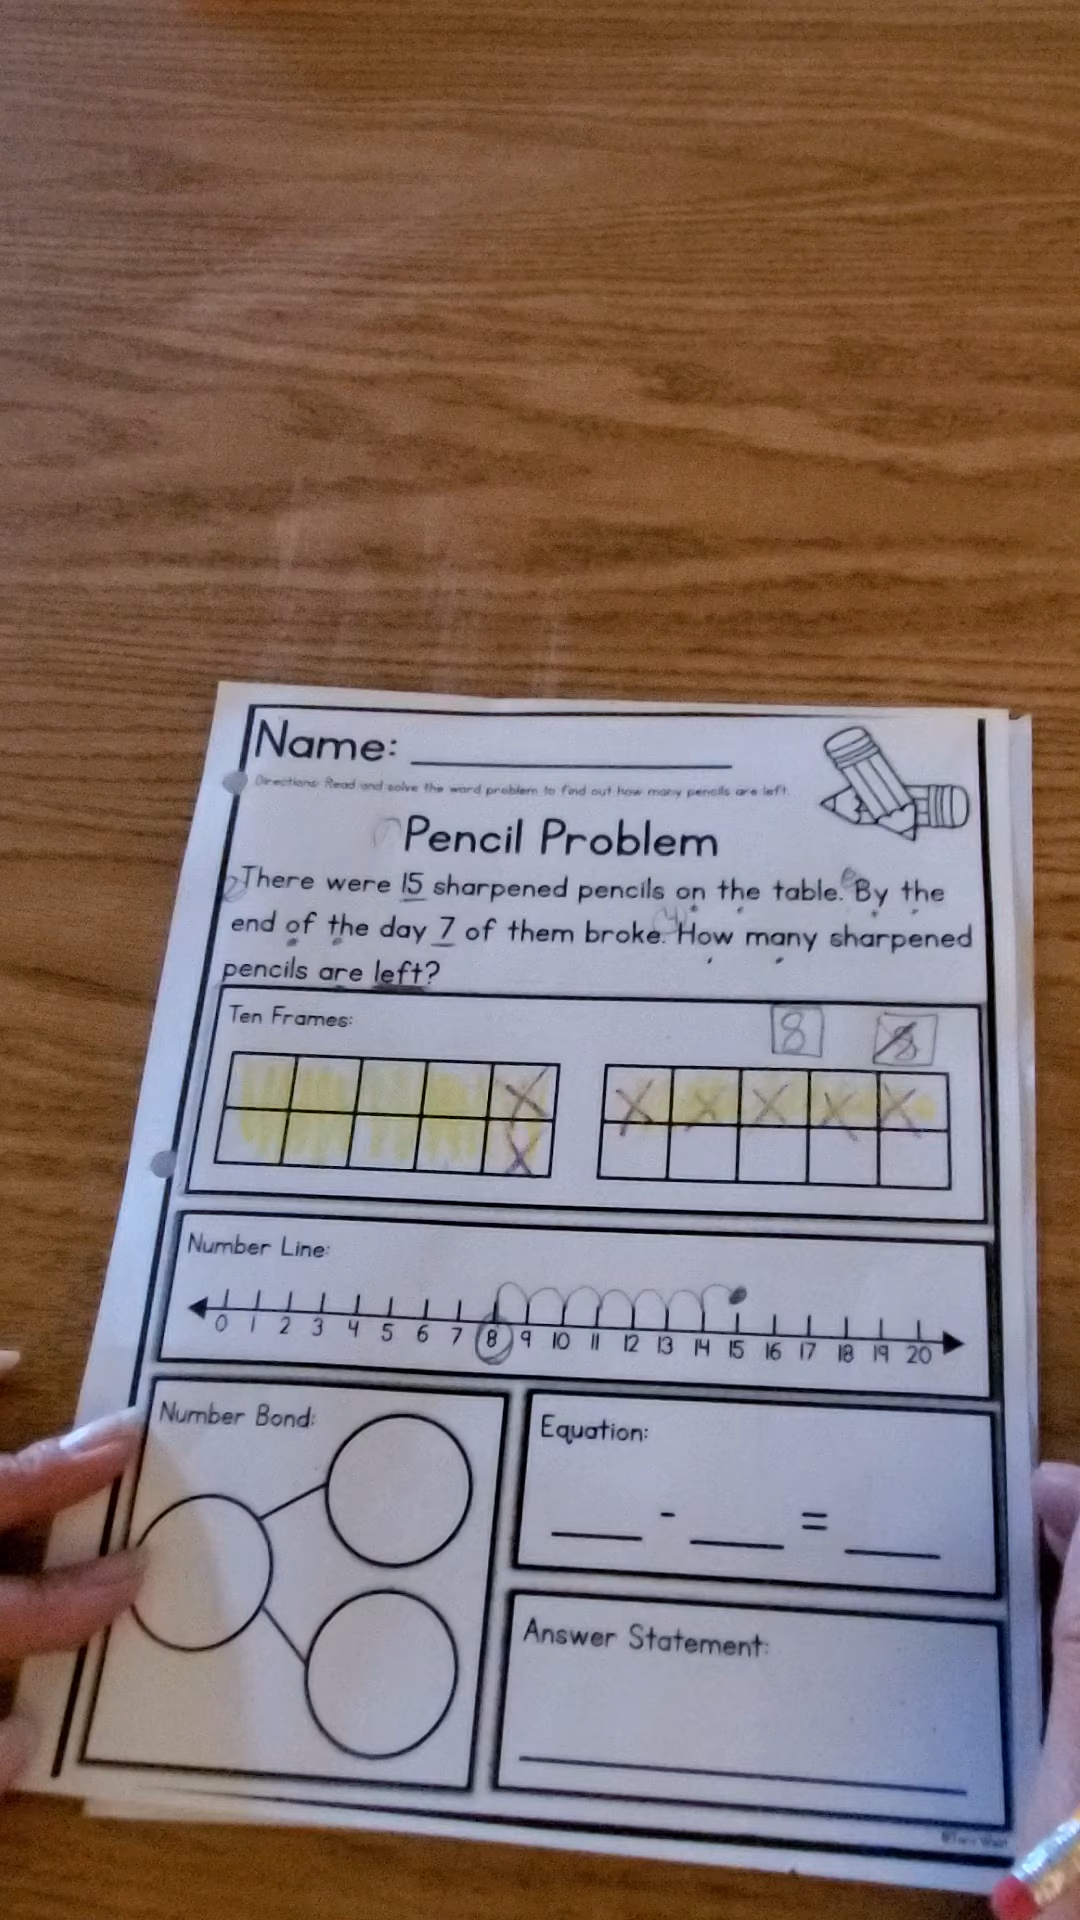 Name:
Directions: Read and solve the word problem to find out how many pencils are left.
Pencil Problem
There were 15 sharpened pencils on the table. By the
end of the day 7 of them broke. How many sharpened
pencils are left?
Ten Frames:
8
X
X X X X X
X
Number Line:
0 1 2 3 4 5 6 7 8 9 10 11 12 13 14 15 16 17 18 19 20
Number Bond:
Equation:
- =
Answer Statement: